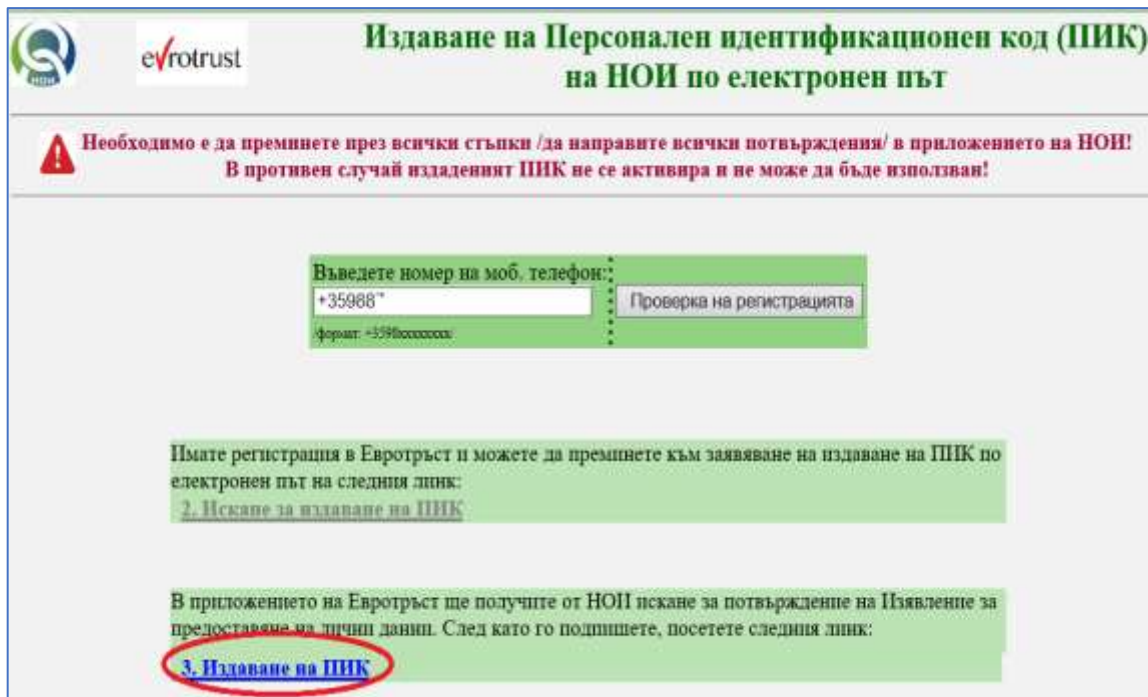 НОИ
evrotrust
Издаване на Персонален идентификационен код (ПИК)
на НОИ по електронен път
Необходимо е да преминете през всички стъпки /да направите всички потвърждения/ в приложението на НОИ!
В противен случай издаденият ПИК не се активира и не може да бъде използван!
Въведете номер на моб. телефон:
+35988
Проверка на регистрацията
/формат:
Имате регистрация в Евротръст и можете да преминете към заявяване на издаване на ПИК по
електронен път на следния линк:
2. Искане за издаване на ПИК
В приложението на Евротръст ще получите от НОИ искане за потвърждение на Изявление за
предоставяне на лични данни. След като го подпишете, посетете следния линк:
3. Издаване на ПИК